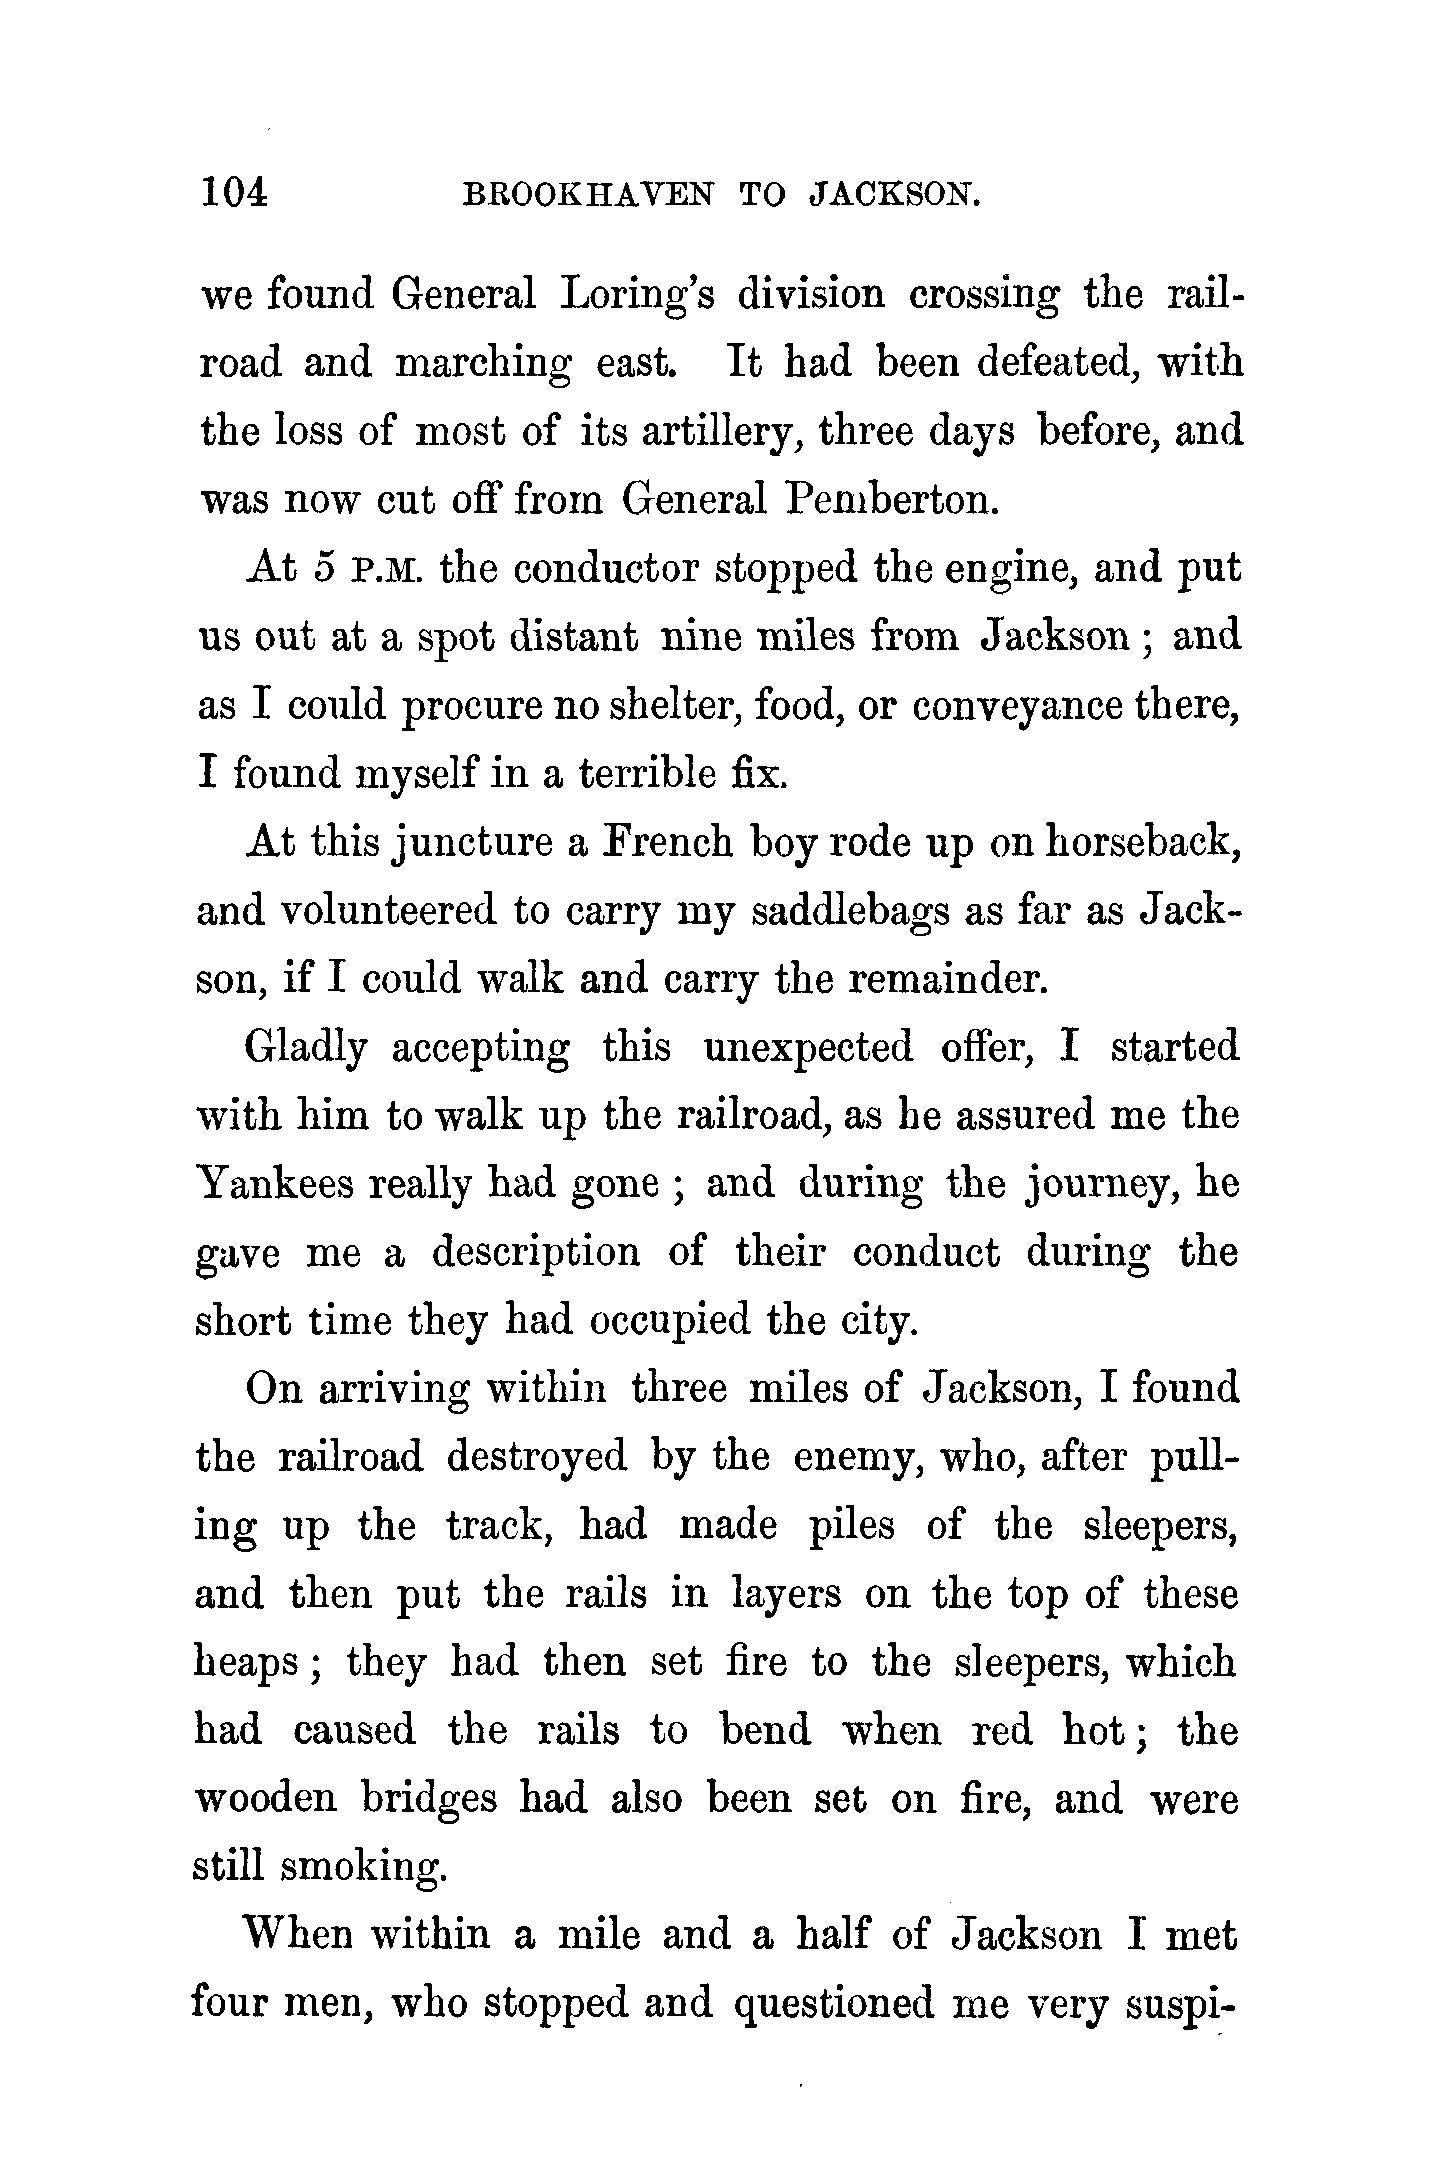 104 BROOKHAVEN TO JACKSON.
we found General Loring's division crossing the rail-
road and marching east. It had been defeated, with
the loss of most of its artillery, three days before, and
was now cut off from General Pemberton.
At 5 P.M. the conductor stopped the engine, and put
us out at a spot distant nine miles from Jackson ; and
as I could procure no shelter, food, or conveyance there,
I found myself in a terrible fix.
At this juncture a French boy rode up on horseback,
and volunteered to carry my saddlebags as far as Jack-
son, if I could walk and carry the remainder.
Gladly accepting this unexpected offer, I started
with him to walk up the railroad, as he assured me the
Yankees really had gone ; and during the journey, he
gave me a description of their conduct during the
short time they had occupied the city.
On arriving within three miles of Jackson, I found
the railroad destroyed by the enemy, who, after pull-
ing up the track, had made piles of the sleepers,
and then put the rails in layers on the top of these
heaps ; they had then set fire to the sleepers, which
had caused the rails to bend when red hot ; the
wooden bridges had also been set on fire, and were
still smoking.
When within a mile and a half of Jackson I met
four men, who stopped and questioned me very suspi-